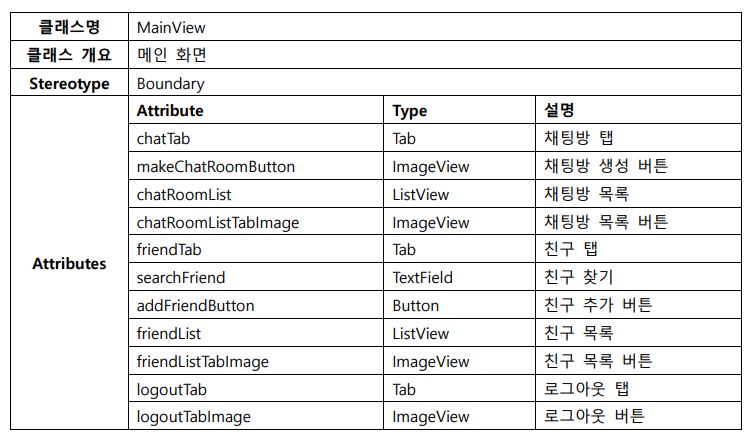 클래스명 MainView
클래스 개요 메인 화면
Stereotype Boundary
Attributes
Attribute Type 설명
chatTab Tab 채팅방 탭
makeChatRoomButton ImageView 채팅방 생성 버튼
chatRoomList ListView 채팅방 목록
chatRoomListTabImage ImageView 채팅방 목록 버튼
friendTab Tab 친구 탭
searchFriend TextField 친구 찾기
addFriendButton Button 친구 추가 버튼
friendList ListView 친구 목록
friendListTabImage ImageView 친구 목록 버튼
logoutTab Tab 로그아웃 탭
logoutTabImage ImageView 로그아웃 버튼